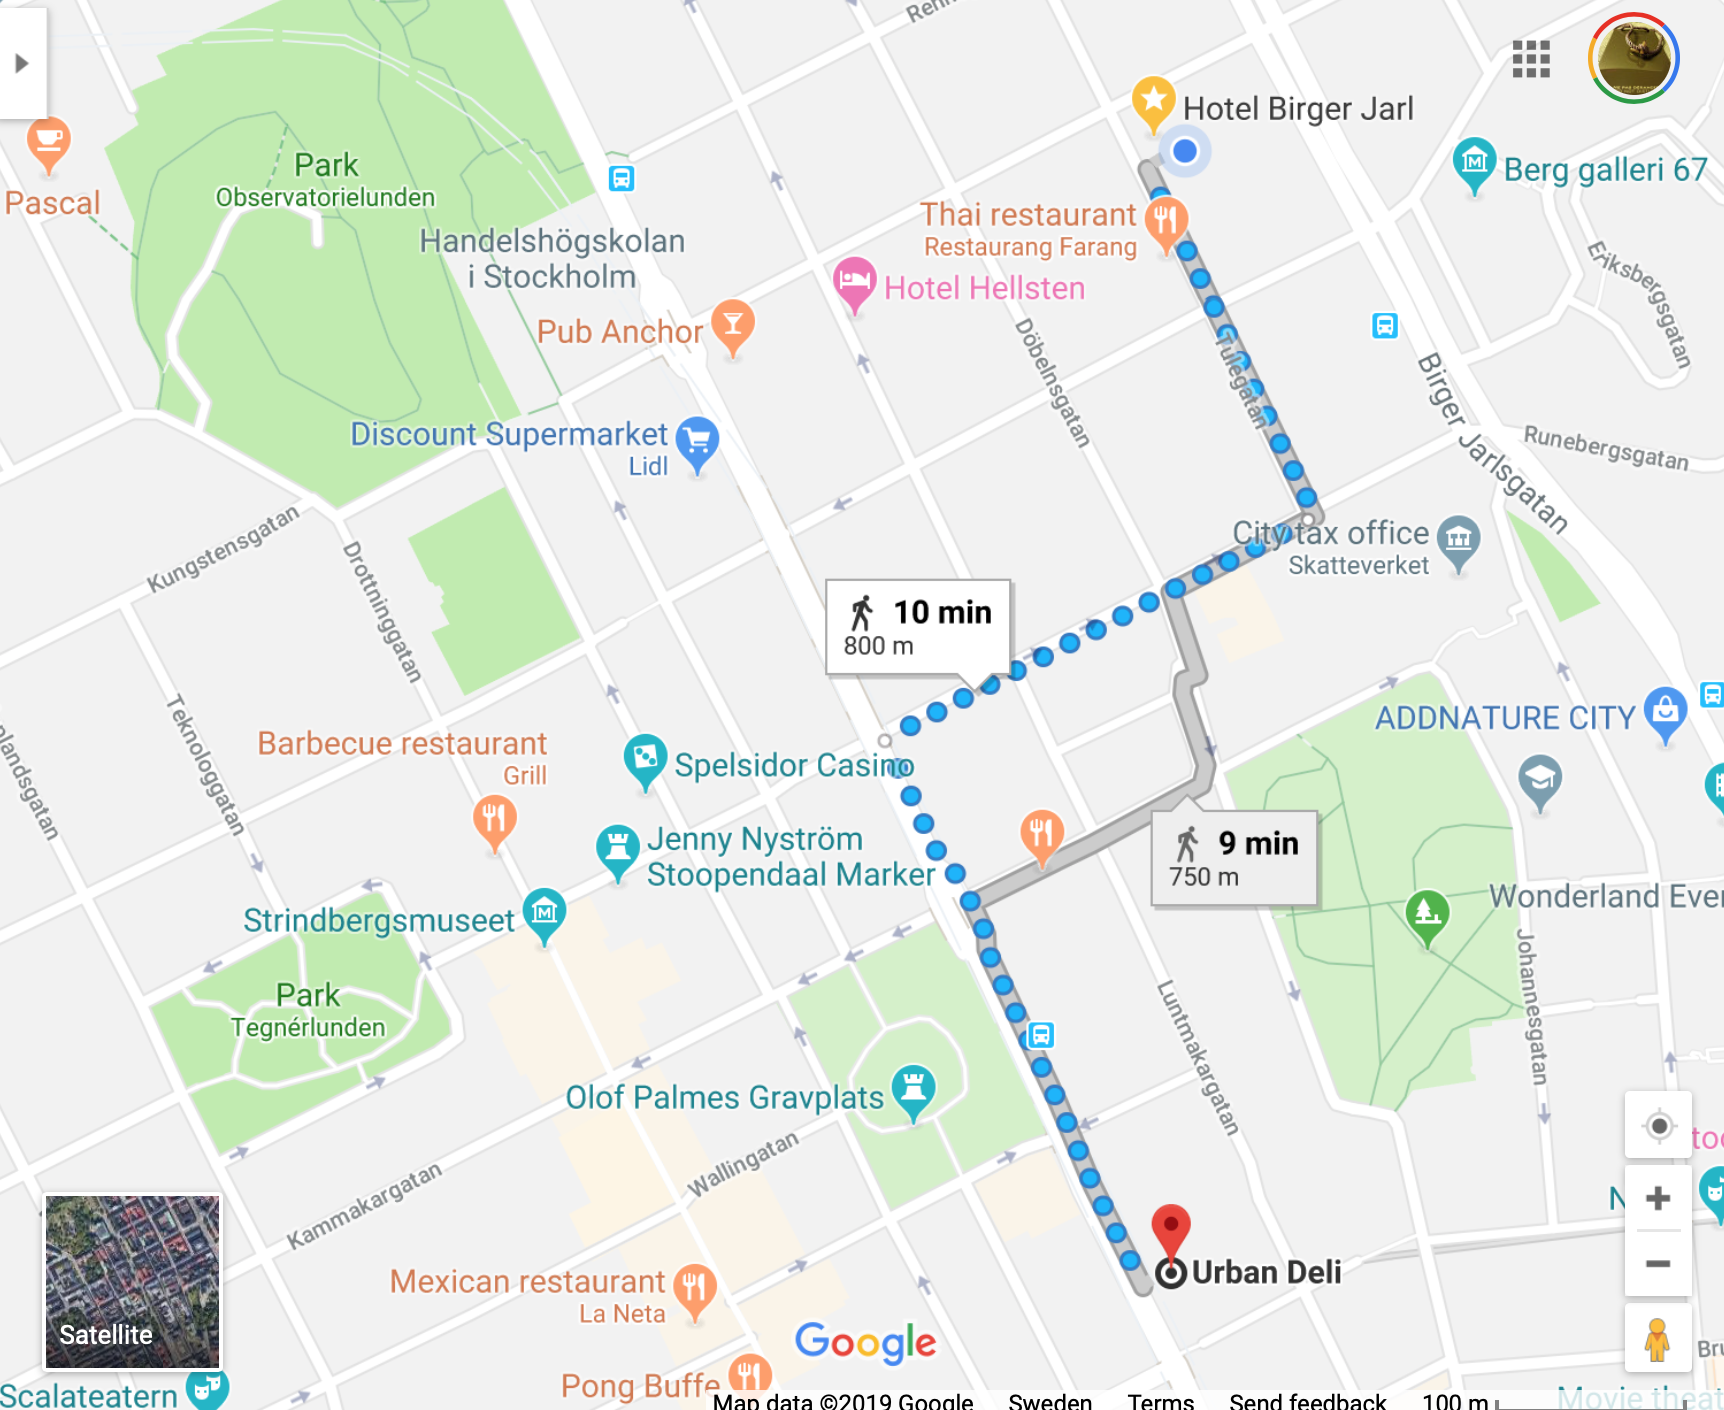 Hotel Birger Jarl
Berg galleri 67
Pascal
Park
Observatorielunden
Handelshögskolan
i Stockholm
Thai restaurant
Restaurang Farang
Hotel Hellsten
Pub Anchor
Eriksbergsgatan
Döbelnsgatan
Tulegatan
Birger Jarlsgatan
Runebergsgatan
Discount Supermarket
Lidl
Kungstensgatan
Drottninggatan
City tax office
Skatteverket
10 min
800 m
Teknologgatan
ADDNATURE CITY
Barbecue restaurant
Grill
Spelsidor Casino
Jenny Nyström
Stoopendaal Marker
9 min
750 m
Wonderland Ever
Strindbergsmuseet
Park
Tegnérlunden
Johannesgatan
Luntmakargatan
Olof Palmes Gravplats
Wallingatan
Kammakargatan
Urban Deli
Mexican restaurant
La Neta
Satellite
Google
Pong Buffe
Scalateatern
Map data ©2019 Google Sweden Terms Send feedback 100 m
Movie theat